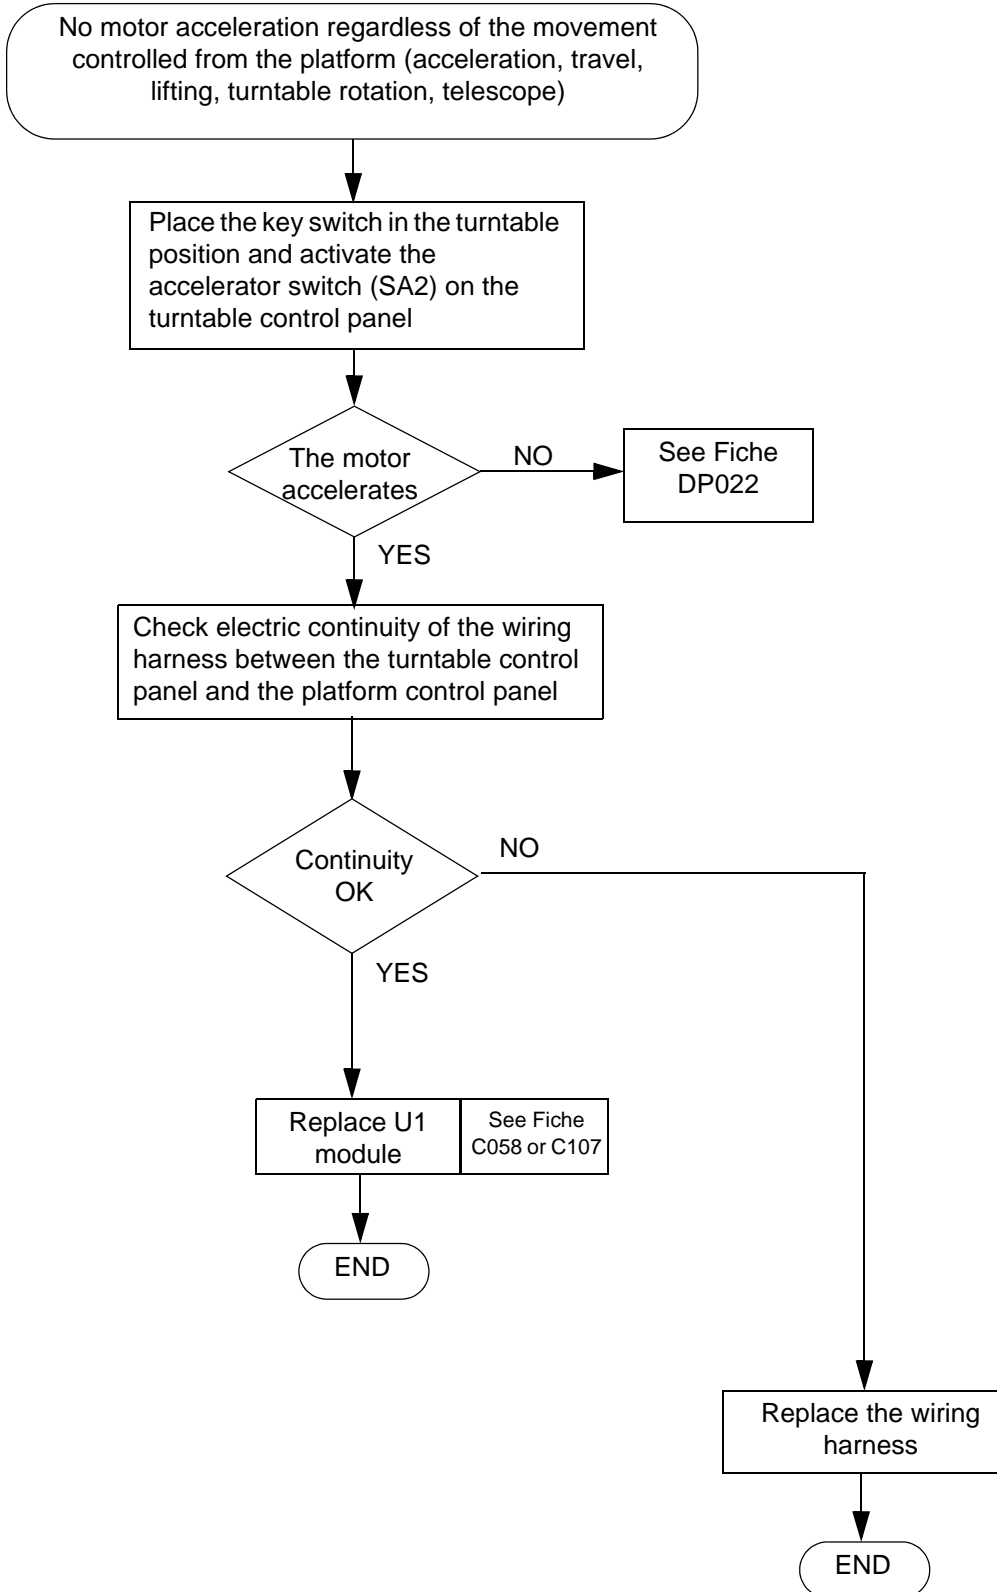 No motor acceleration regardless of the movement
controlled from the platform (acceleration, travel,
lifting, turntable rotation, telescope)
Place the key switch in the turntable
position and activate the
accelerator switch (SA2) on the
turntable control panel
The motor
accelerates
NO
See Fiche
DP022
YES
Check electric continuity of the wiring
harness between the turntable control
panel and the platform control panel
Continuity
OK
NO
YES
Replace U1
module
See Fiche
C058 or C107
END
Replace the wiring
harness
END